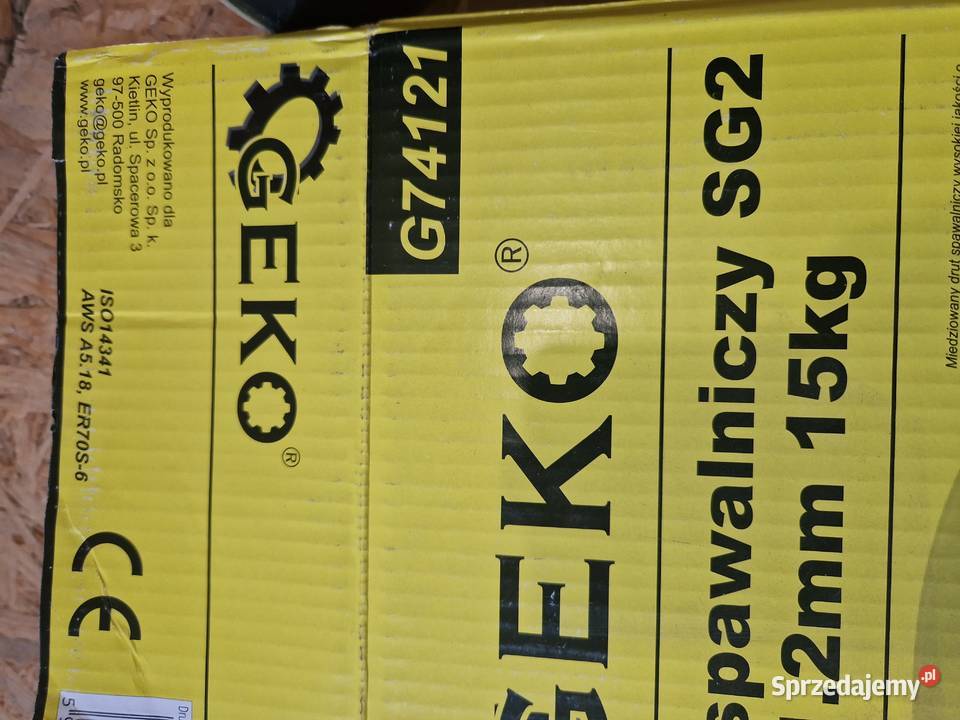 Wyprodukowano dla
GEKO Sp. z o.o. Sp. k.
Kietlin, ul. Spacerowa 3
97-500 Radomsko
geko@geko.pl
www.geko.pl
ISO14341
AWS A5.18, ER70S-6
CE
GEKO®
G74121
GEKO®
spawalniczy SG2
2mm 15kg
Miedziowany drut spawalniczy wysokiej jakości o
Sprzedajemy.pl